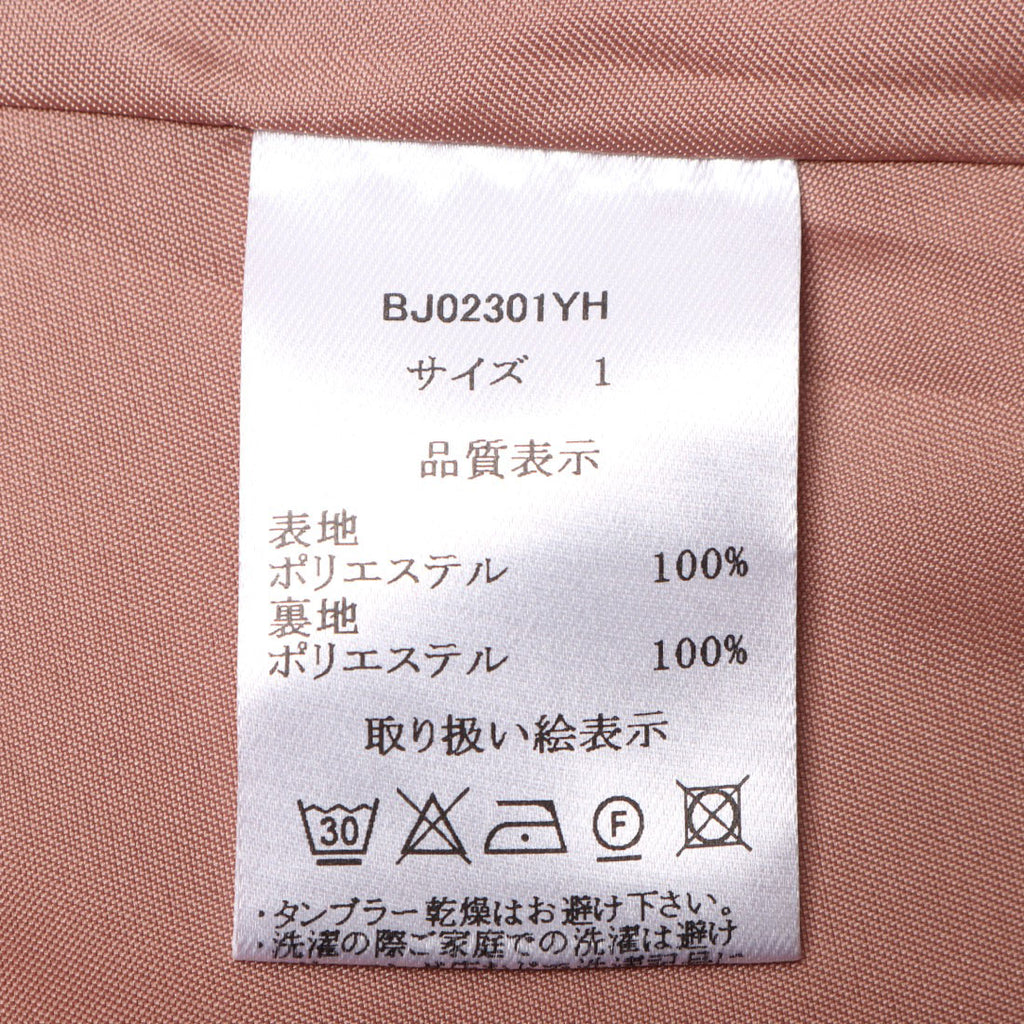 BJ02301YH
サイズ 1
品質表示
表地
ポリエステル 100%
裏地
ポリエステル 100%
取り扱い絵表示
30 F
・タンブラー乾燥はお避け下さい。
・洗濯の際ご家庭での洗濯は避け